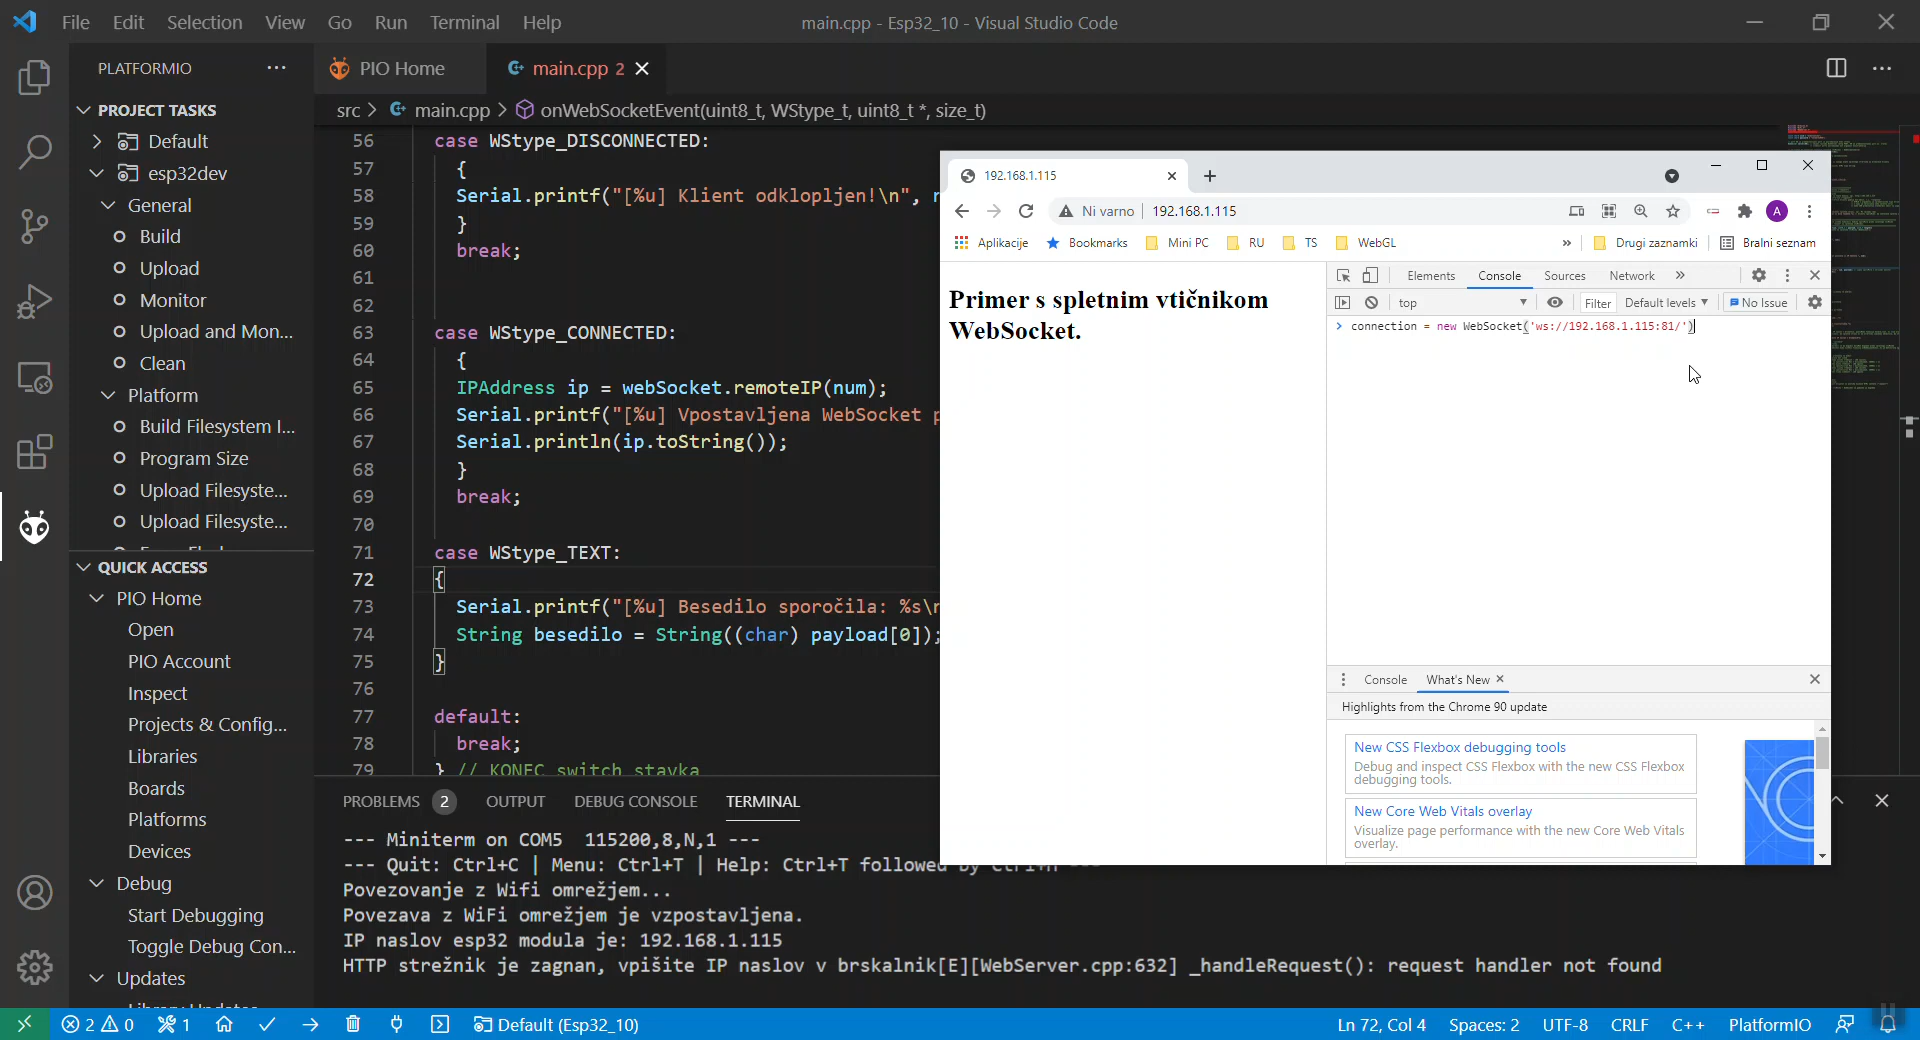 File Edit Selection View Go Run Terminal Help
main.cpp - Esp32_10 - Visual Studio Code
PLATFORMIO
PROJECT TASKS
Default
esp32dev
General
Build
Upload
Monitor
Upload and Mon...
Clean
Platform
Build Filesystem I...
Program Size
Upload Filesyste...
Upload Filesyste...
QUICK ACCESS
PIO Home
Open
PIO Account
Inspect
Projects & Config...
Libraries
Boards
Platforms
Devices
Debug
Start Debugging
Toggle Debug Con...
Updates
PIO Home
main.cpp 2
src > main.cpp > onWebSocketEvent(uint8_t, WStype_t, uint8_t *, size_t)
56 case WStype_DISCONNECTED:
57 {
58 Serial.printf("[%u] Klient odklopljen!\n",
59 }
60 break;
61
62
63 case WStype_CONNECTED:
64 {
65 IPAddress ip = webSocket.remoteIP(num);
66 Serial.printf("[%u] Vpostavljena WebSocket
67 Serial.println(ip.toString());
68 }
69 break;
70
71 case WStype_TEXT:
72 {
73 Serial.printf("[%u] Besedilo sporočila: %s\n
74 String besedilo = String((char) payload[0]);
75 }
76
77 default:
78 break;
79 } // KONEC switch stavka
PROBLEMS 2 OUTPUT DEBUG CONSOLE TERMINAL
--- Miniterm on COM5  115200,8,N,1 ---
--- Quit: Ctrl+C | Menu: Ctrl+T | Help: Ctrl+T followed by Ctrl+H ---
Povezovanje z Wifi omrežjem...
Povezava z WiFi omrežjem je vzpostavljena.
IP naslov esp32 modula je: 192.168.1.115
HTTP strežnik je zagnan, vpišite IP naslov v brskalnik[E][WebServer.cpp:632] _handleRequest(): request handler not found
192.168.1.115
Ni varno 192.168.1.115
A
Aplikacije Bookmarks Mini PC RU TS WebGL » Drugi zaznamki Bralni seznam
Primer s spletnim vtičnikom
WebSocket.
Elements Console Sources Network »
top Filter Default levels No Issue
> connection = new WebSocket('ws://192.168.1.115:81/')
Console What's New
Highlights from the Chrome 90 update
New CSS Flexbox debugging tools
Debug and inspect CSS Flexbox with the new CSS Flexbox
debugging tools.
New Core Web Vitals overlay
Visualize page performance with the new Core Web Vitals
overlay.
2 0 1 Default (Esp32_10)
Ln 72, Col 4 Spaces: 2 UTF-8 CRLF C++ PlatformIO